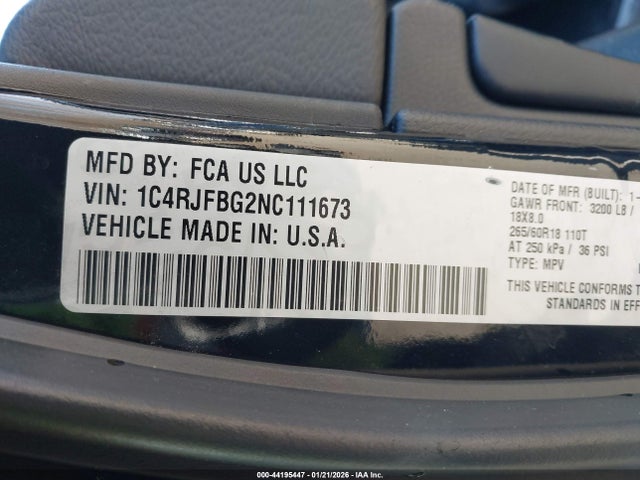 MFD BY: FCA US LLC
VIN: 1C4RJFBG2NC111673
VEHICLE MADE IN: U.S.A.
DATE OF MFR (BUILT): 1-
GAWR FRONT: 3200 LB /
18X8.0
265/60R18 110T
AT 250 kPa / 36 PSI
TYPE: MPV
THIS VEHICLE CONFORMS T
STANDARDS IN EFF
000-44195447 - 01/21/2026 - IAA Inc.